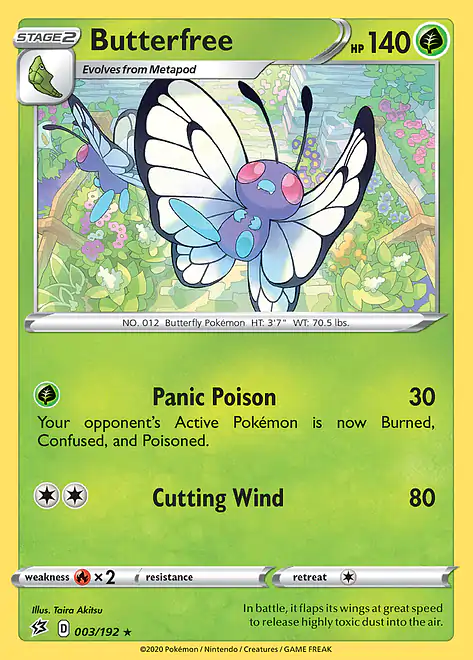 STAGE 2 Butterfree HP 140
Evolves from Metapod
NO. 012 Butterfly Pokémon HT: 3'7" WT: 70.5 lbs.
Panic Poison 30
Your opponent's Active Pokémon is now Burned,
Confused, and Poisoned.
Cutting Wind 80
weakness ×2 resistance retreat
Illus. Taira Akitsu
In battle, it flaps its wings at great speed
to release highly toxic dust into the air.
D 003/192 ★
©2020 Pokémon / Nintendo / Creatures / GAME FREAK